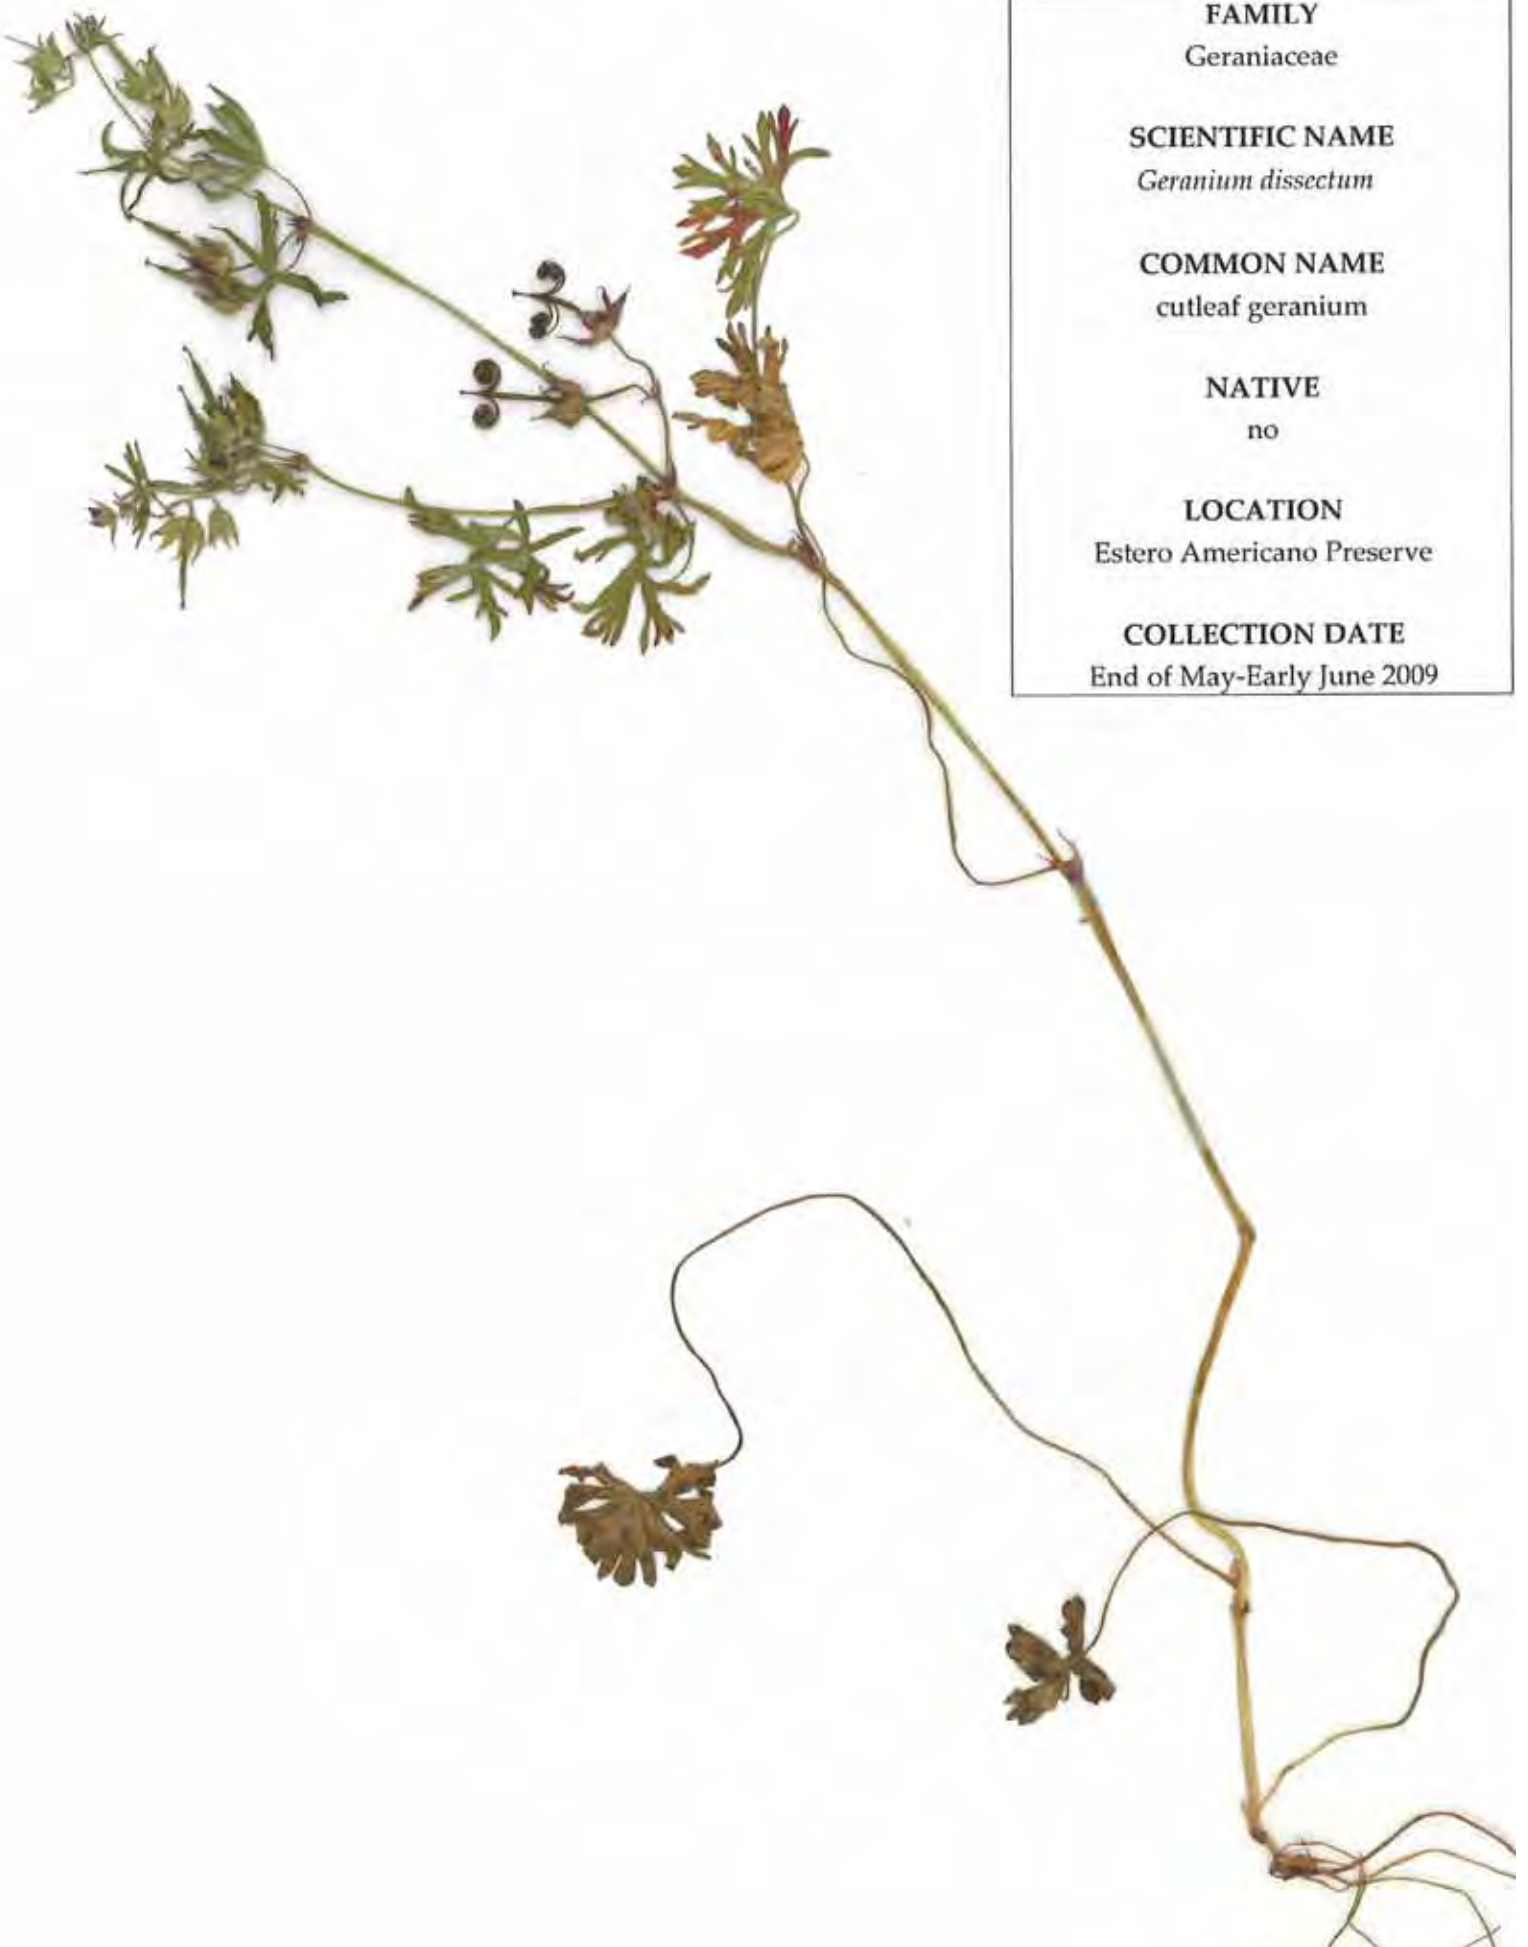 FAMILY
Geraniaceae
SCIENTIFIC NAME
Geranium dissectum
COMMON NAME
cutleaf geranium
NATIVE
no
LOCATION
Estero Americano Preserve
COLLECTION DATE
End of May-Early June 2009